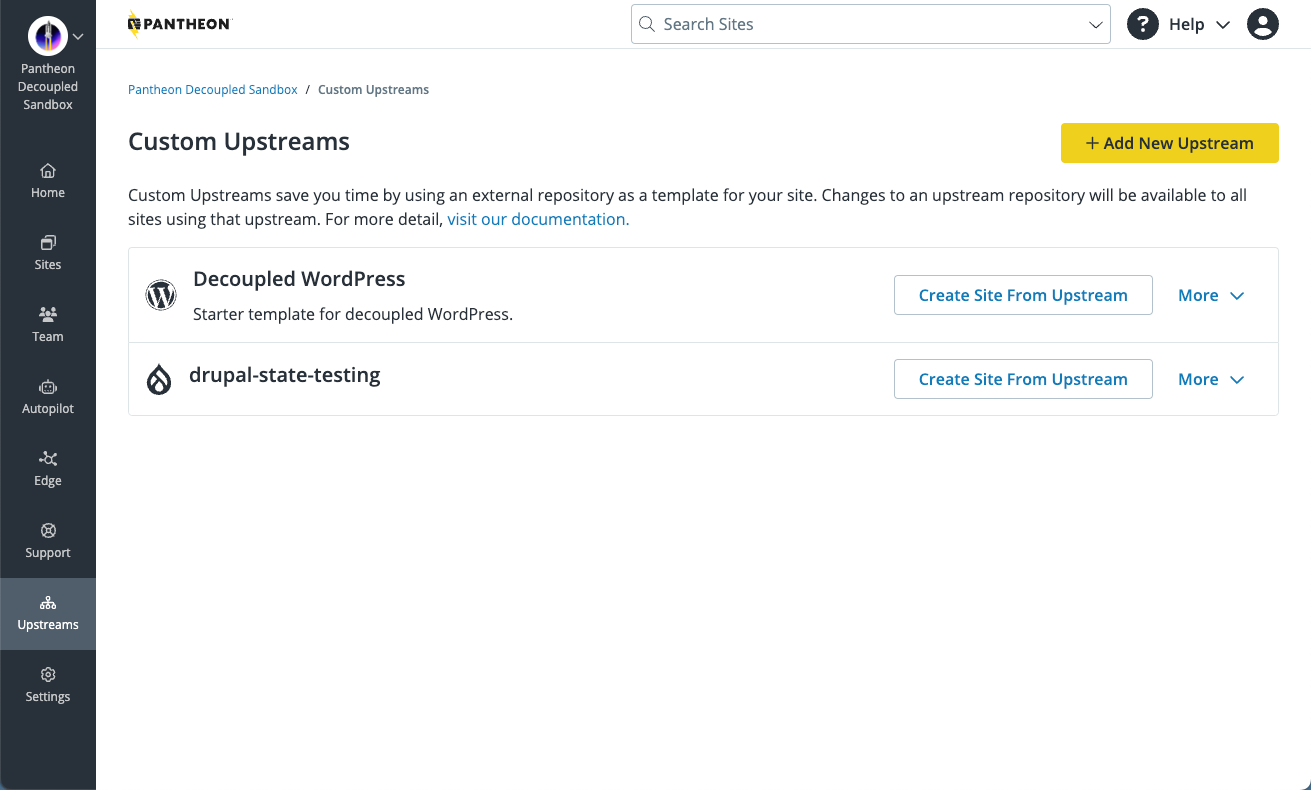 PANTHEON
Search Sites
?
Help
Pantheon
Decoupled
Sandbox
Home
Sites
Team
Autopilot
Edge
Support
Upstreams
Settings
Pantheon Decoupled Sandbox / Custom Upstreams
Custom Upstreams
+ Add New Upstream
Custom Upstreams save you time by using an external repository as a template for your site. Changes to an upstream repository will be available to all
sites using that upstream. For more detail, visit our documentation.
Decoupled WordPress
Starter template for decoupled WordPress.
Create Site From Upstream
More
drupal-state-testing
Create Site From Upstream
More